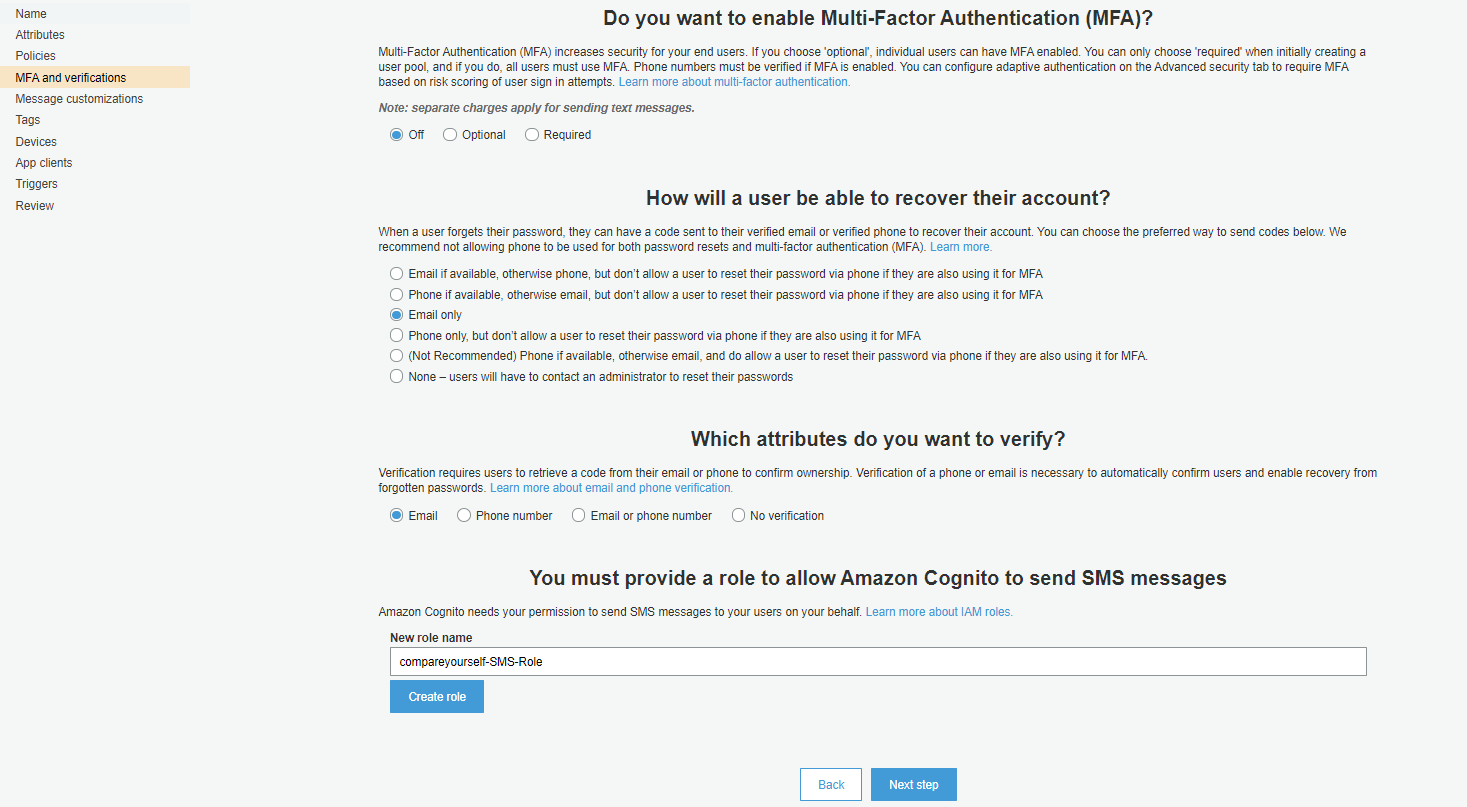 Name
Attributes
Policies
MFA and verifications
Message customizations
Tags
Devices
App clients
Triggers
Review
Do you want to enable Multi-Factor Authentication (MFA)?
Multi-Factor Authentication (MFA) increases security for your end users. If you choose 'optional', individual users can have MFA enabled. You can only choose 'required' when initially creating a
user pool, and if you do, all users must use MFA. Phone numbers must be verified if MFA is enabled. You can configure adaptive authentication on the Advanced security tab to require MFA
based on risk scoring of user sign in attempts. Learn more about multi-factor authentication.
Note: separate charges apply for sending text messages.
Off Optional Required
How will a user be able to recover their account?
When a user forgets their password, they can have a code sent to their verified email or verified phone to recover their account. You can choose the preferred way to send codes below. We
recommend not allowing phone to be used for both password resets and multi-factor authentication (MFA). Learn more.
Email if available, otherwise phone, but don’t allow a user to reset their password via phone if they are also using it for MFA
Phone if available, otherwise email, but don’t allow a user to reset their password via phone if they are also using it for MFA
Email only
Phone only, but don’t allow a user to reset their password via phone if they are also using it for MFA
(Not Recommended) Phone if available, otherwise email, and do allow a user to reset their password via phone if they are also using it for MFA.
None – users will have to contact an administrator to reset their passwords
Which attributes do you want to verify?
Verification requires users to retrieve a code from their email or phone to confirm ownership. Verification of a phone or email is necessary to automatically confirm users and enable recovery from
forgotten passwords. Learn more about email and phone verification.
Email Phone number Email or phone number No verification
You must provide a role to allow Amazon Cognito to send SMS messages
Amazon Cognito needs your permission to send SMS messages to your users on your behalf. Learn more about IAM roles.
New role name
compareyourself-SMS-Role
Create role
Back Next step